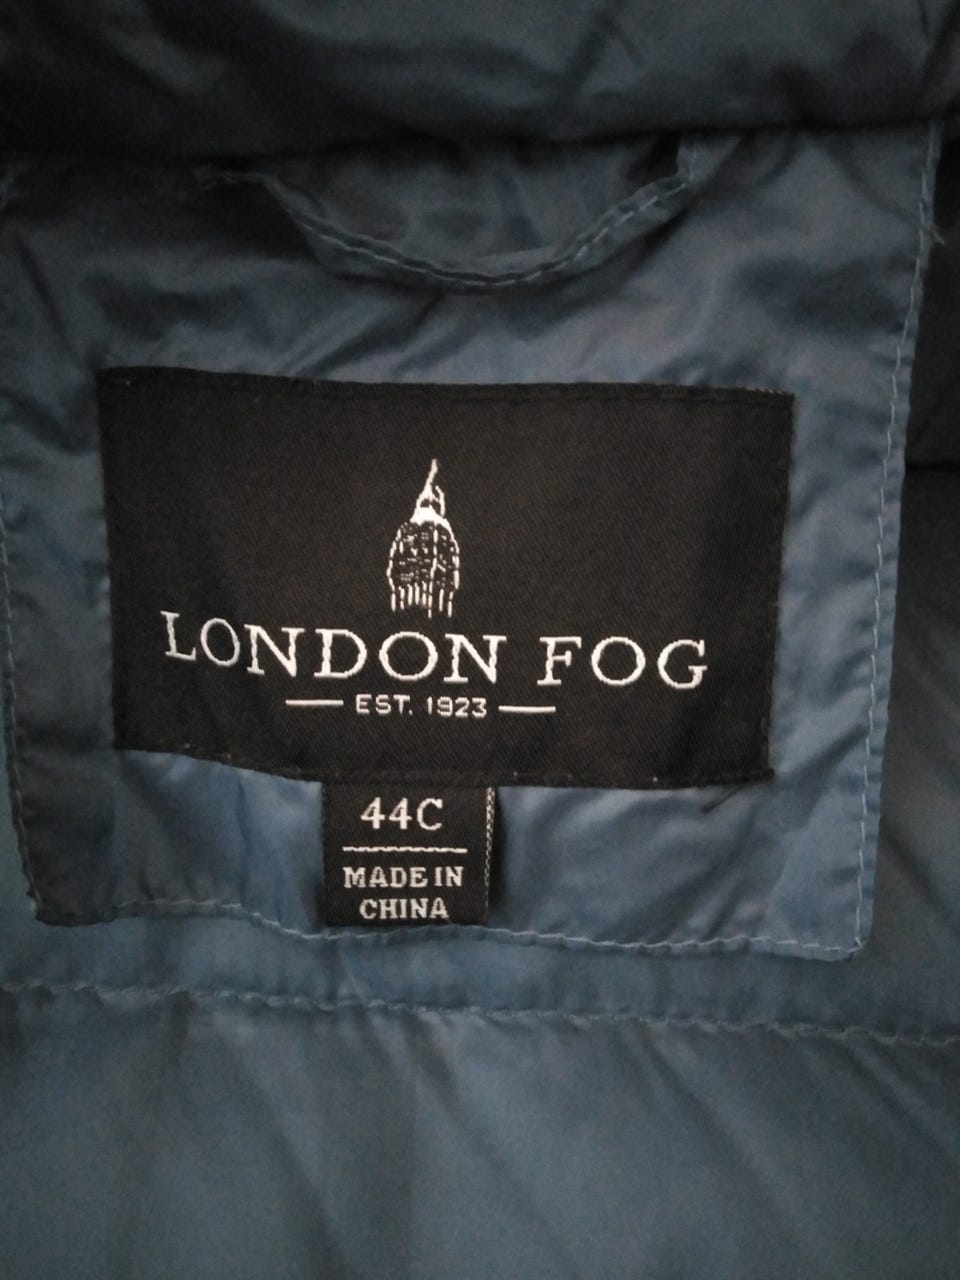 LONDON FOG
EST. 1923
44C
MADE IN
CHINA